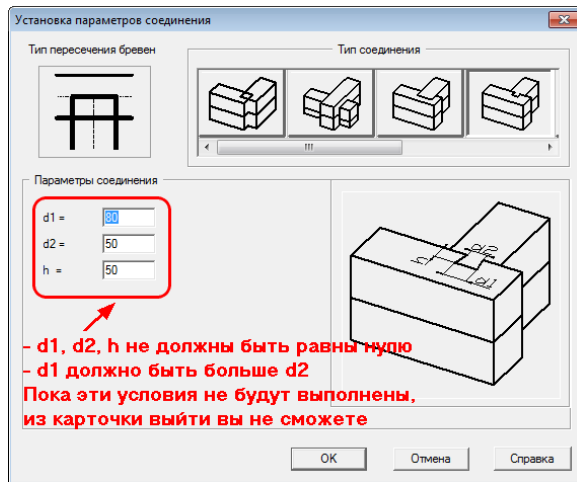 Установка параметров соединения
Тип пересечения бревен
Тип соединения
Параметры соединения
d1 = 80
d2 = 50
h = 50
d2
h
d1
- d1, d2, h не должны быть равны нулю
- d1 должно быть больше d2
Пока эти условия не будут выполнены,
из карточки выйти вы не сможете
OK Отмена Справка